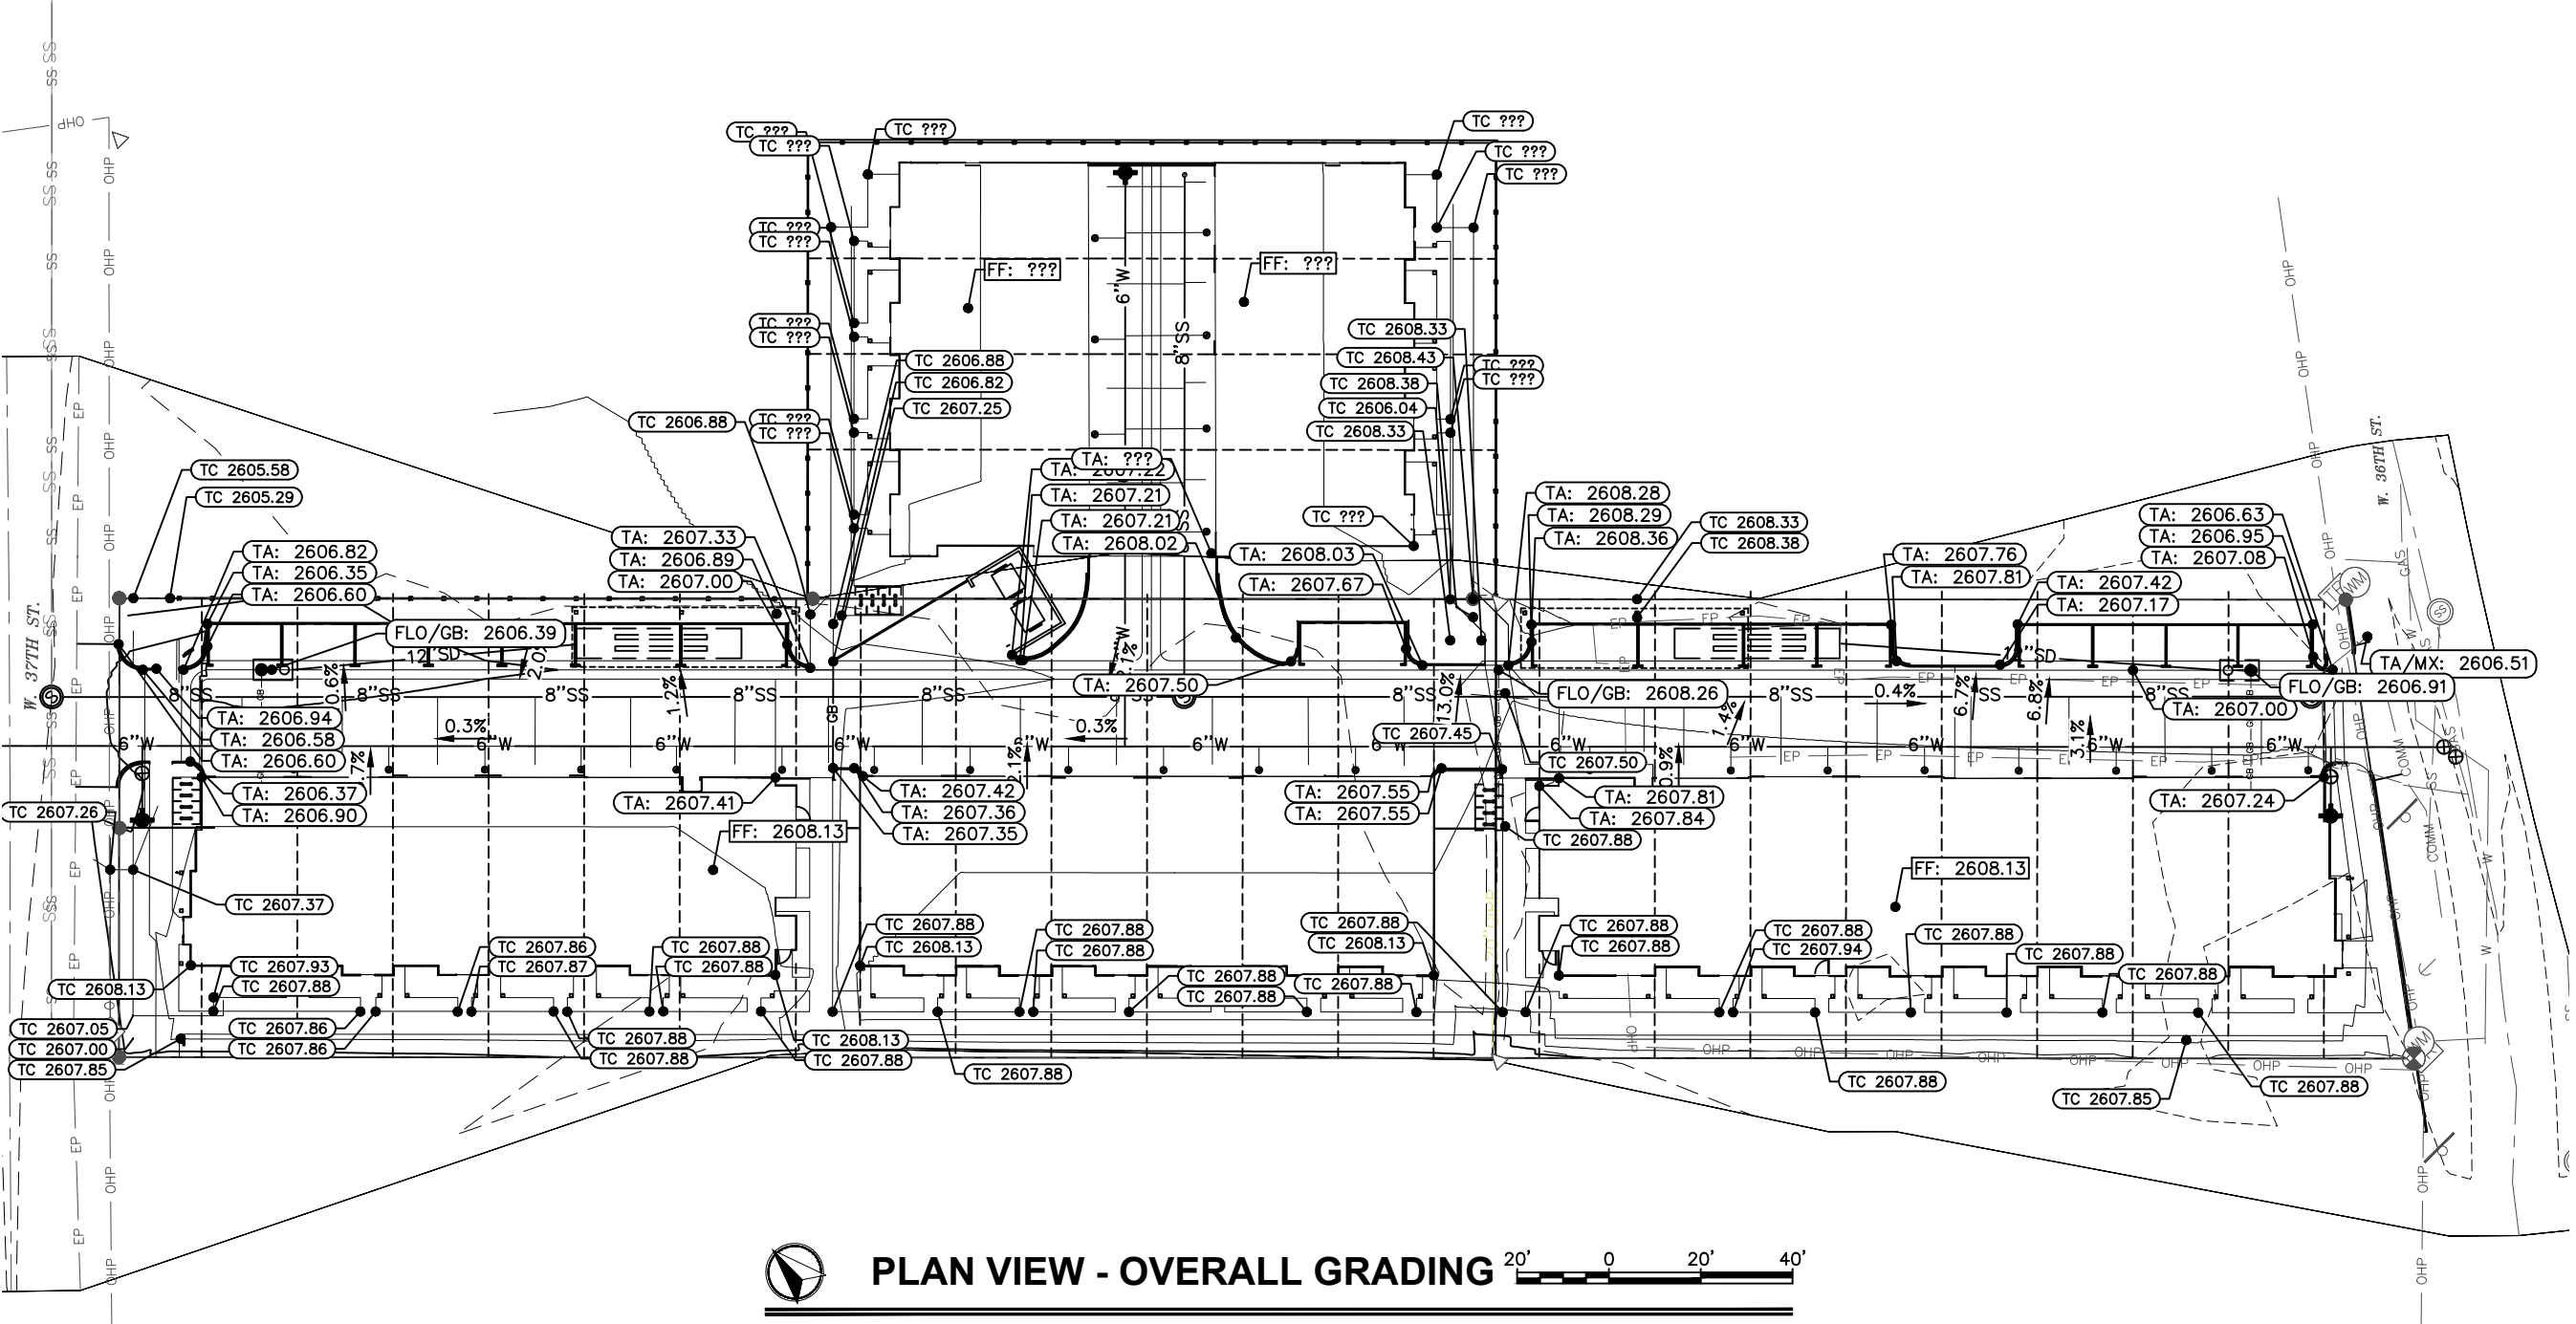 SS
OHP
TC ???
TC ???
TC ???
TC ???
TC ???
TC ???
TC ???
TC ???
FF: ???
FF: ???
6"W
8"SS
TC ???
TC ???
TC 2608.33
TC 2608.43
TC ???
TC ???
TC 2606.88
TC 2606.82
TC 2607.25
TC 2608.38
TC 2606.04
TC 2608.33
TC 2606.88
TC ???
TC ???
W. 36TH ST.
TC 2605.58
TC 2605.29
TA: ???
TA: 2607.22
TA: 2607.21
TA: 2607.21
TA: 2608.02
TC ???
TA: 2608.28
TA: 2608.29
TA: 2608.36
TC 2608.33
TC 2608.38
TA: 2606.63
TA: 2606.95
TA: 2607.08
TA: 2606.82
TA: 2606.35
TA: 2606.60
TA: 2607.33
TA: 2606.89
TA: 2607.00
TA: 2608.03
TA: 2607.67
TA: 2607.76
TA: 2607.81
TA: 2607.42
TA: 2607.17
W. 37TH ST.
FLO/GB: 2606.39
12"SD
0.6%
1.2%
TA: 2607.50
13.0%
FLO/GB: 2608.26
TA/MX: 2606.51
FLO/GB: 2606.91
8"SS
8"SS
8"SS
8"SS
8"SS
8"SS
8"SS
8"SS
0.4%
6.7%
6.8%
TA: 2607.00
TA: 2606.94
TA: 2606.58
TA: 2606.60
0.3%
0.3%
1.4%
3.1%
TC 2607.45
TC 2607.50
6"W
6"W
6"W
6"W
6"W
6"W
6"W
6"W
6"W
6"W
GB
EP
GAS
COMM
W
WM
TA: 2606.37
TA: 2606.90
TC 2607.26
TA: 2607.41
2.1%
TA: 2607.42
TA: 2607.36
TA: 2607.35
TA: 2607.55
TA: 2607.55
0.9%
TA: 2607.81
TA: 2607.84
TC 2607.88
TA: 2607.24
FF: 2608.13
FF: 2608.13
TC 2607.37
TC 2607.88
TC 2608.13
TC 2607.88
TC 2607.88
TC 2607.88
TC 2608.13
TC 2607.88
TC 2607.88
TC 2607.88
TC 2607.94
TC 2607.88
TC 2607.88
TC 2607.88
TC 2607.86
TC 2607.87
TC 2607.88
TC 2607.88
TC 2607.93
TC 2607.88
TC 2608.13
TC 2607.88
TC 2607.88
TC 2607.88
TC 2607.05
TC 2607.00
TC 2607.85
TC 2607.86
TC 2607.86
TC 2607.88
TC 2607.88
TC 2608.13
TC 2607.88
TC 2607.88
TC 2607.88
TC 2607.85
TC 2607.88
PLAN VIEW - OVERALL GRADING
20' 0 20' 40'